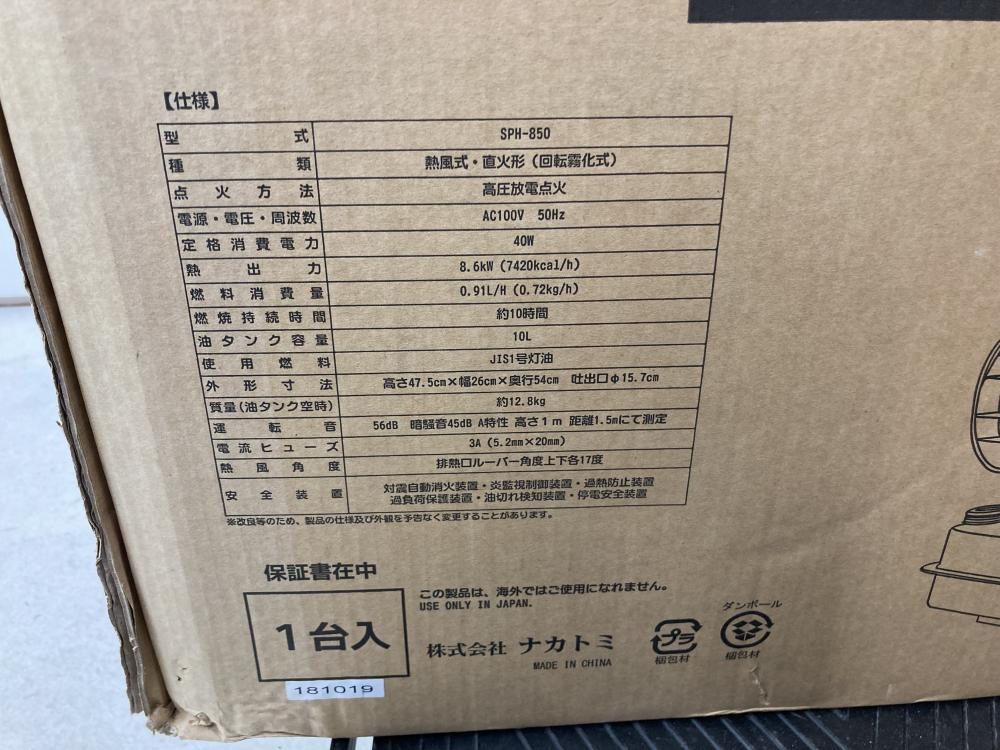 【仕様】
型式 SPH-850
種類 熱風式・直火形（回転霧化式）
点火方法 高圧放電点火
電源・電圧・周波数 AC100V 50Hz
定格消費電力 40W
熱出力 8.6kW（7420kcal/h）
燃料消費量 0.91L/H（0.72kg/h）
燃焼持続時間 約10時間
油タンク容量 10L
使用燃料 JIS1号灯油
外形寸法 高さ47.5cm×幅26cm×奥行54cm 吐出口φ15.7cm
質量（油タンク空時） 約12.8kg
運転音 56dB 暗騒音45dB A特性 高さ1m 距離1.5mにて測定
電流ヒューズ 3A（5.2mm×20mm）
熱風角度 排熱口ルーバー角度上下各17度
安全装置 対震自動消火装置・炎監視制御装置・過熱防止装置
過負荷保護装置・油切れ検知装置・停電安全装置
※改良等のため、製品の仕様及び外観を予告なく変更することがあります。
保証書在中
1台入
181019
この製品は、海外ではご使用になれません。
USE ONLY IN JAPAN.
株式会社 ナカトミ
MADE IN CHINA
プラ
梱包材
ダンボール
梱包材